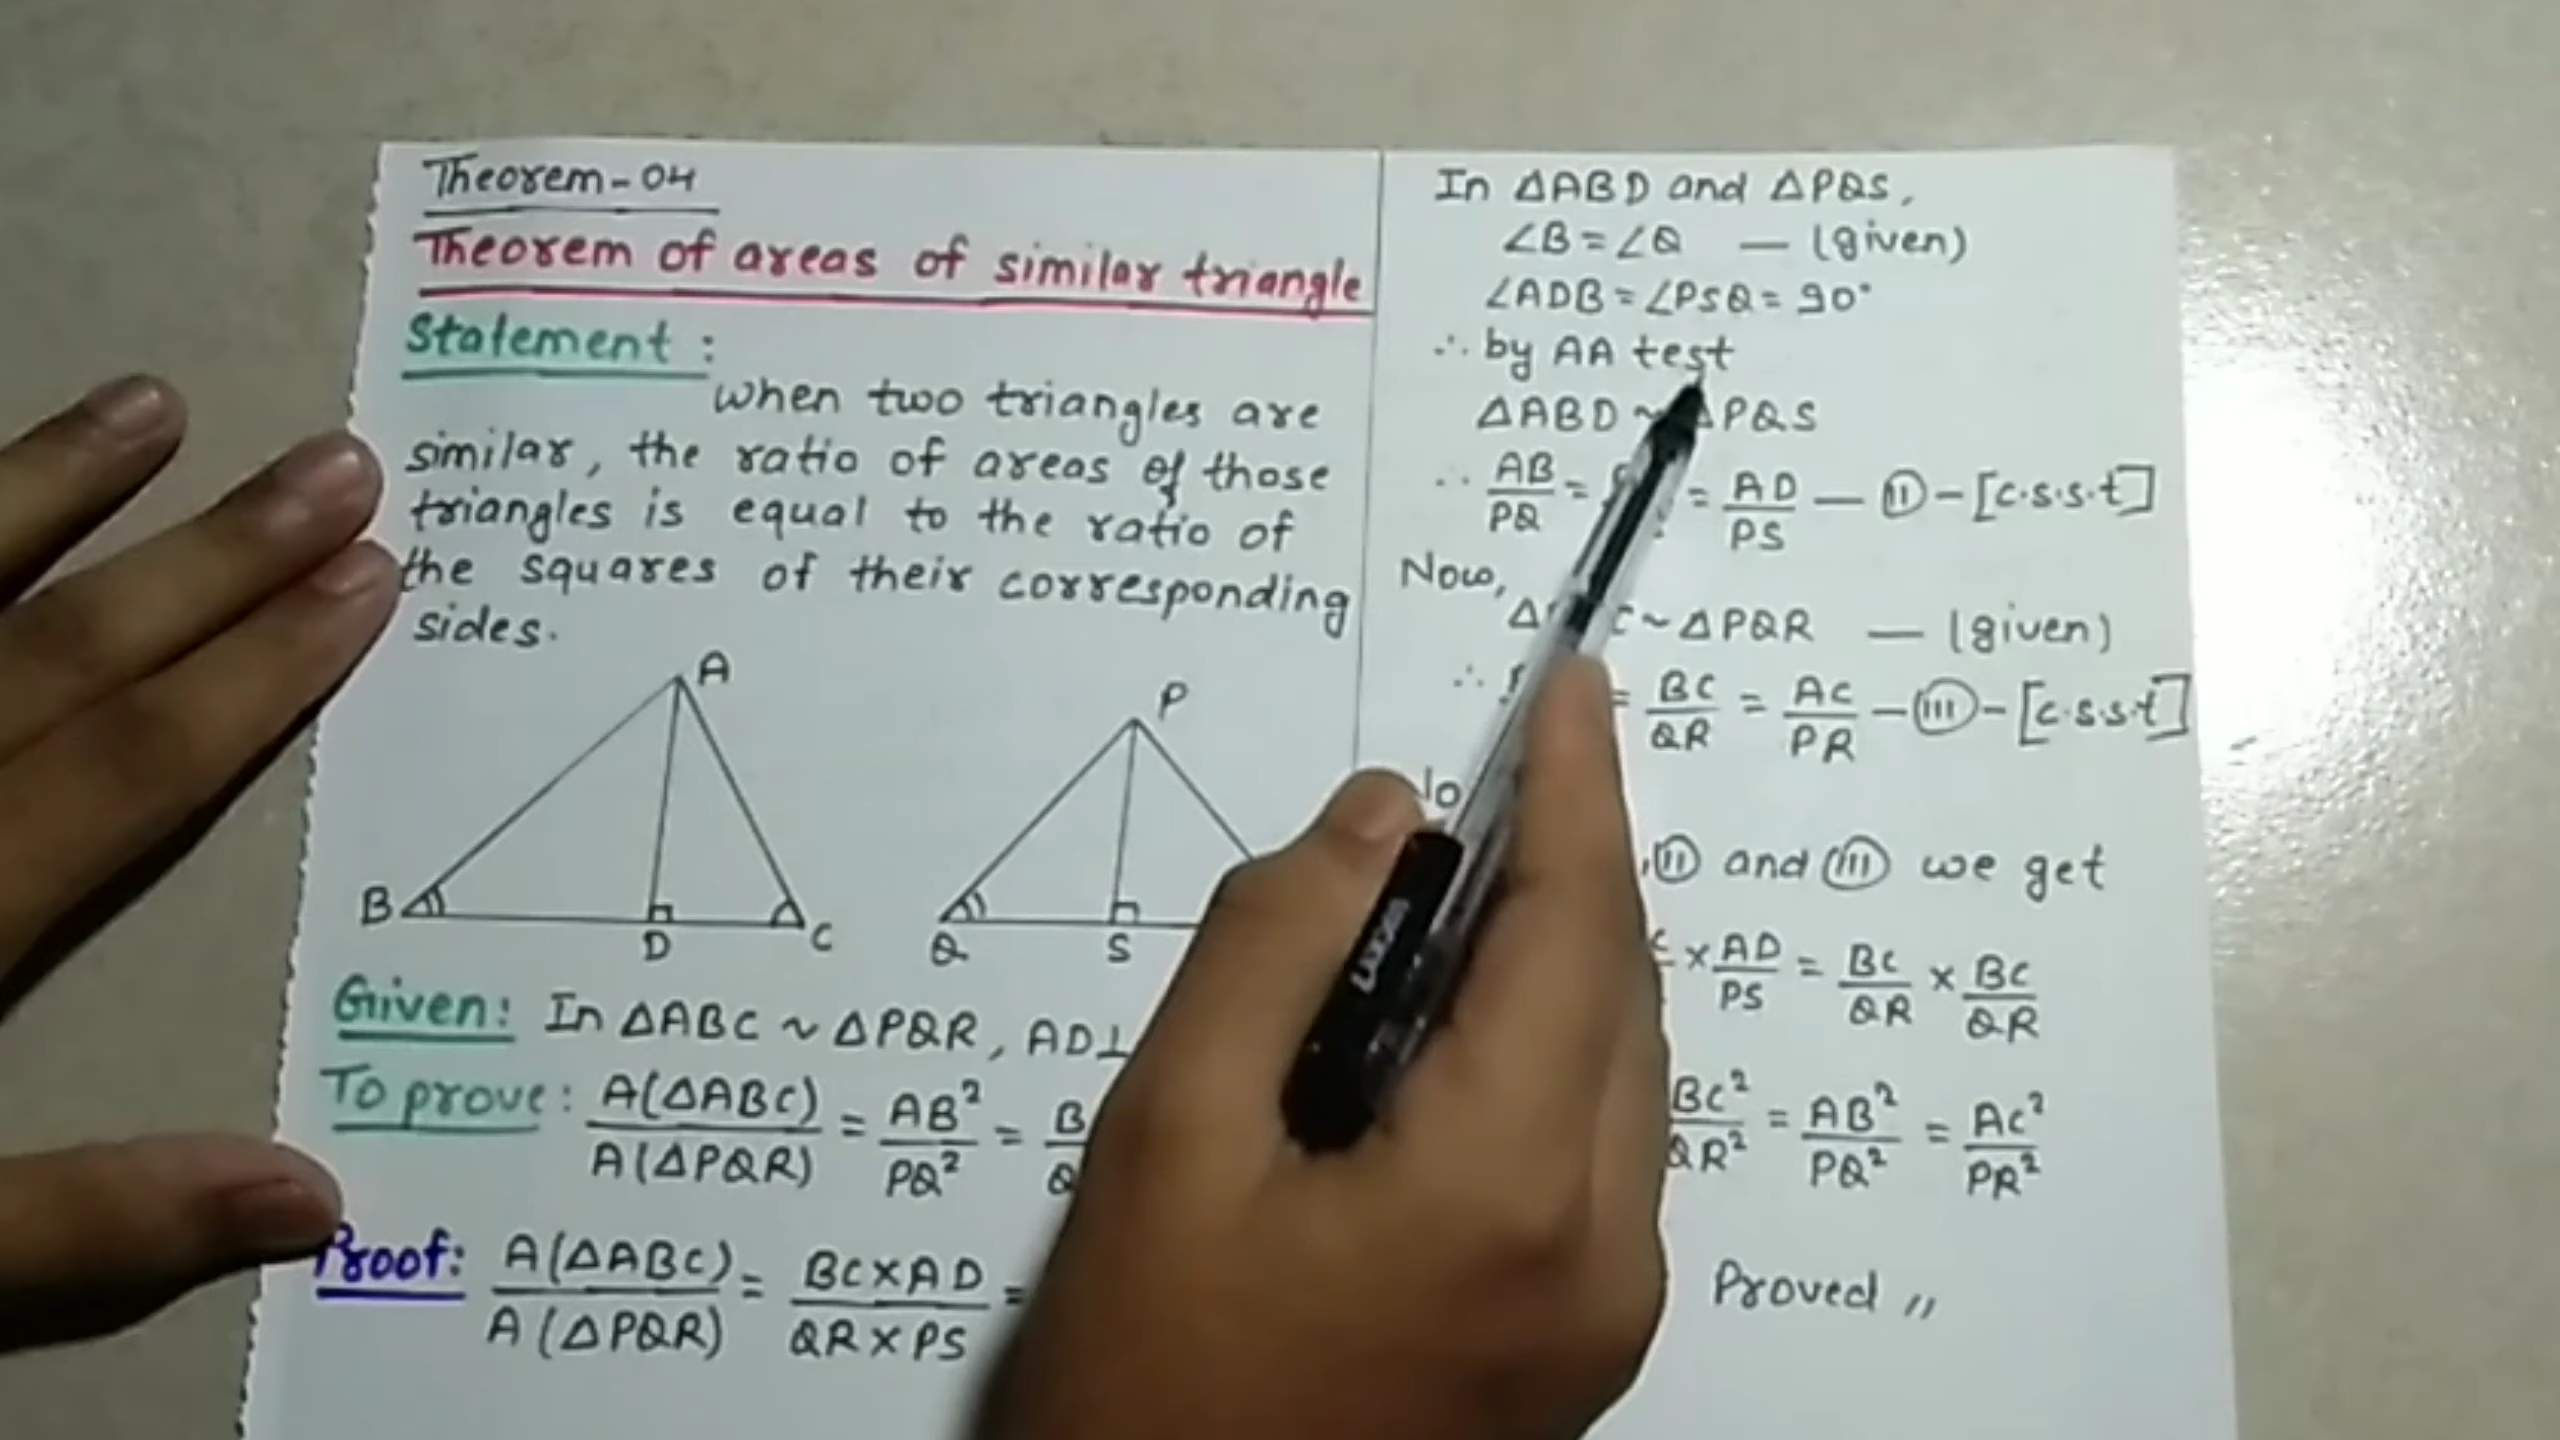 Theorem-04
Theorem of areas of similar triangle
Statement :
when two triangles are
similar, the ratio of areas of those
triangles is equal to the ratio of
the squares of their corresponding
sides.
A
B
D
C
P
Q
S
Given: In ΔABC ~ ΔPQR, AD⊥
To prove: A(ΔABC)/A(ΔPQR) = AB²/PQ² =
Proof: A(ΔABC)/A(ΔPQR) = BC×AD/QR×PS =
In ΔABD and ΔPQS,
∠B = ∠Q — (given)
∠ADB = ∠PSQ = 90°
∴ by AA test
ΔABD ~ ΔPQS
∴ AB/PQ = = AD/PS — (II) – [c.s.s.t]
Now,
~ ΔPQR — (given)
∴ = BC/QR = AC/PR — (III) – [c.s.s.t]
(II) and (III) we get
× AD/PS = BC/QR × BC/QR
BC²/QR² = AB²/PQ² = AC²/PR²
Proved ,,